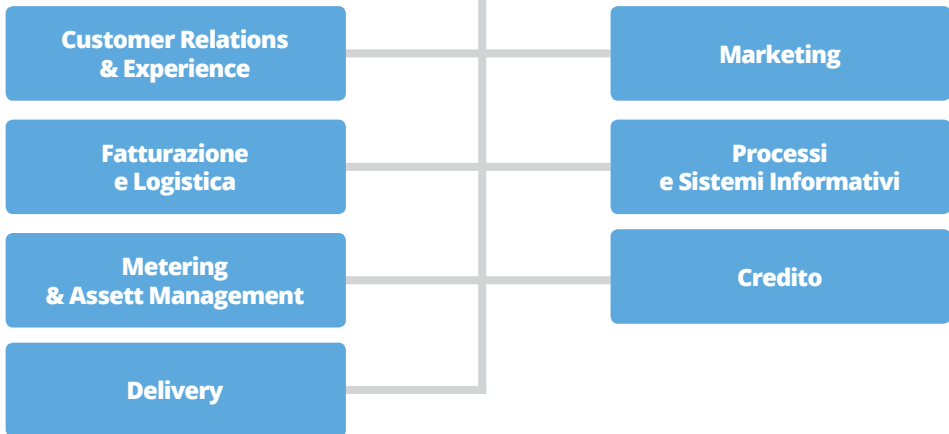 Customer Relations
& Experience
Marketing
Fatturazione
e Logistica
Processi
e Sistemi Informativi
Metering
& Assett Management
Credito
Delivery